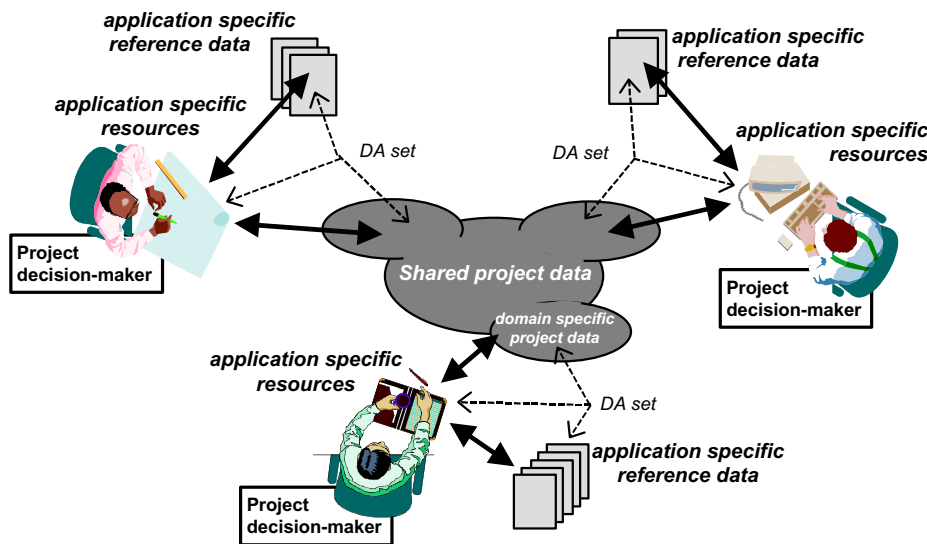 application specific
reference data
application specific
reference data
application specific
resources
DA set
DA set
application specific
resources
Project
decision-maker
Shared project data
Project
decision-maker
domain specific
project data
application specific
resources
DA set
application specific
reference data
Project
decision-maker